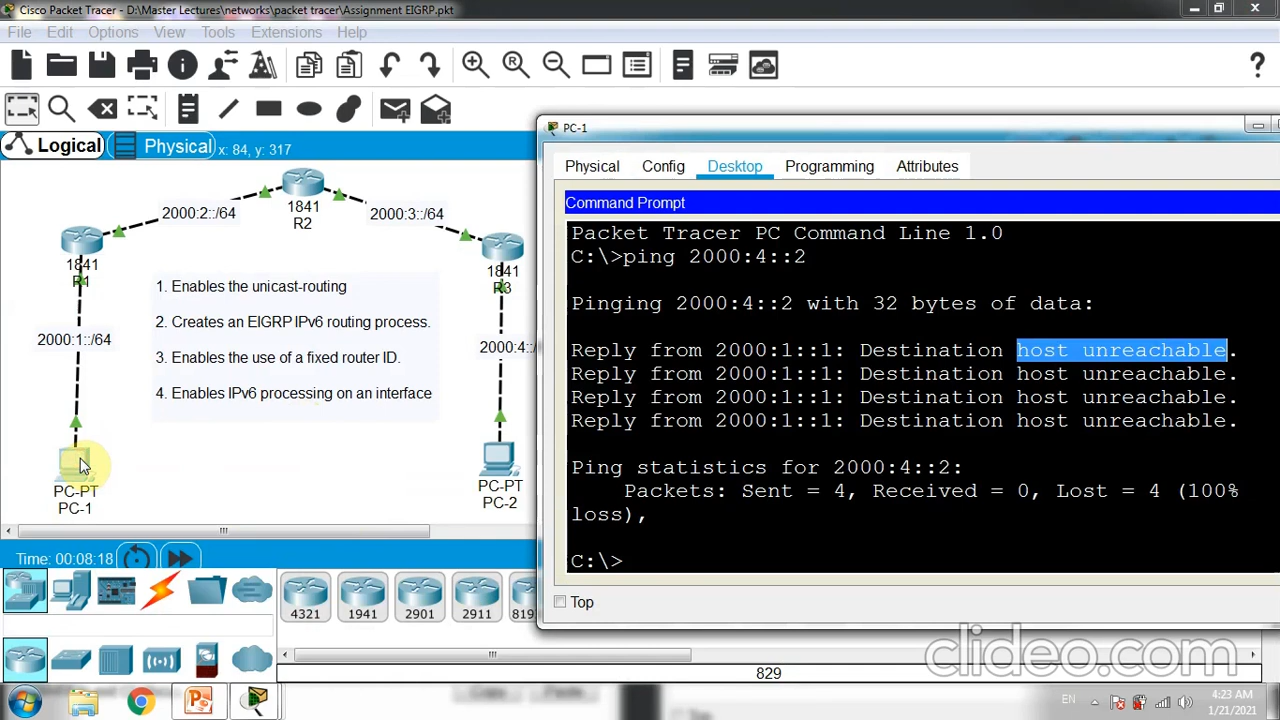 Cisco Packet Tracer - D:\Master Lectures\networks\packet tracer\Assignment EIGRP.pkt
File Edit Options View Tools Extensions Help
Logical Physical x: 84, y: 317
2000:2::/64
1841
R2
2000:3::/64
1841
R1
1841
R3
1. Enables the unicast-routing
2. Creates an EIGRP IPv6 routing process.
3. Enables the use of a fixed router ID.
4. Enables IPv6 processing on an interface
2000:1::/64
2000:4::/
PC-PT
PC-1
PC-PT
PC-2
Time: 00:08:18
PC-1
Physical Config Desktop Programming Attributes
Command Prompt
Packet Tracer PC Command Line 1.0
C:\>ping 2000:4::2
Pinging 2000:4::2 with 32 bytes of data:
Reply from 2000:1::1: Destination host unreachable.
Reply from 2000:1::1: Destination host unreachable.
Reply from 2000:1::1: Destination host unreachable.
Reply from 2000:1::1: Destination host unreachable.
Ping statistics for 2000:4::2:
Packets: Sent = 4, Received = 0, Lost = 4 (100%
loss),
C:\>
Top
4321 1941 2901 2911 819
829
clideo.com
EN
4:23 AM
1/21/2021